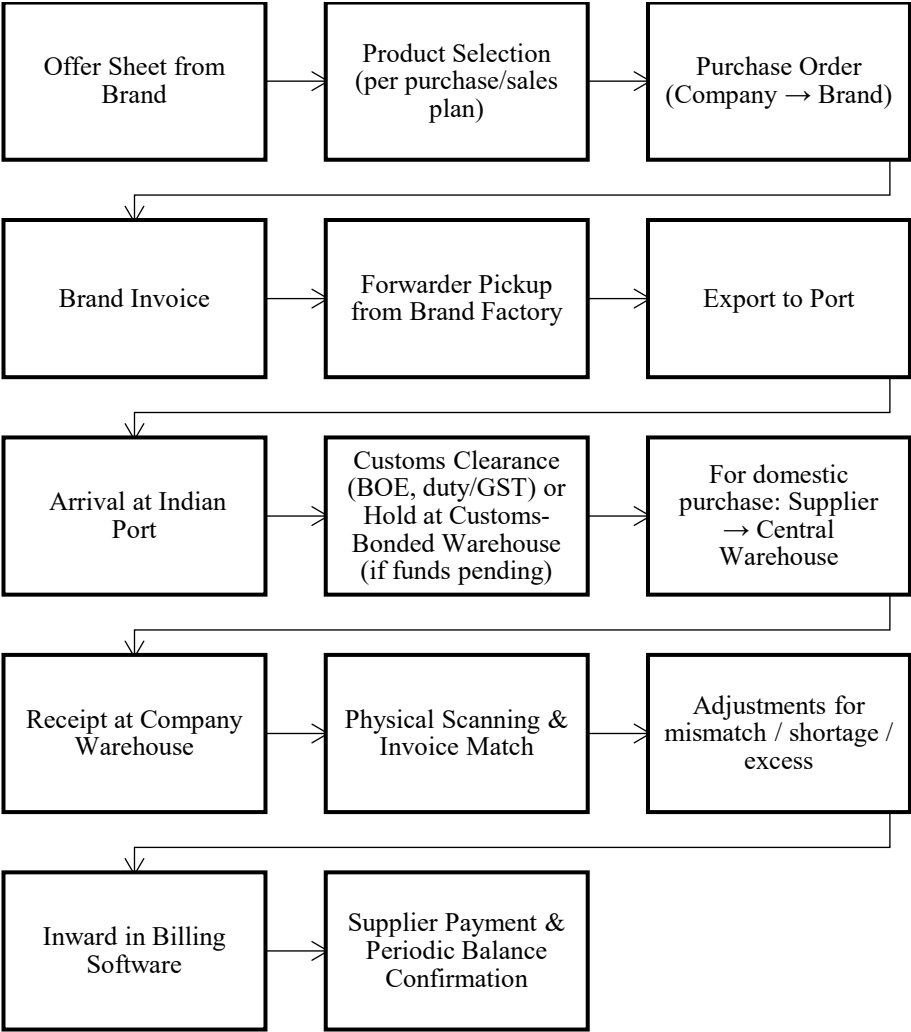 Offer Sheet from
Brand
Product Selection
(per purchase/sales
plan)
Purchase Order
(Company → Brand)
Brand Invoice
Forwarder Pickup
from Brand Factory
Export to Port
Arrival at Indian
Port
Customs Clearance
(BOE, duty/GST) or
Hold at Customs-
Bonded Warehouse
(if funds pending)
For domestic
purchase: Supplier
→ Central
Warehouse
Receipt at Company
Warehouse
Physical Scanning &
Invoice Match
Adjustments for
mismatch / shortage /
excess
Inward in Billing
Software
Supplier Payment &
Periodic Balance
Confirmation